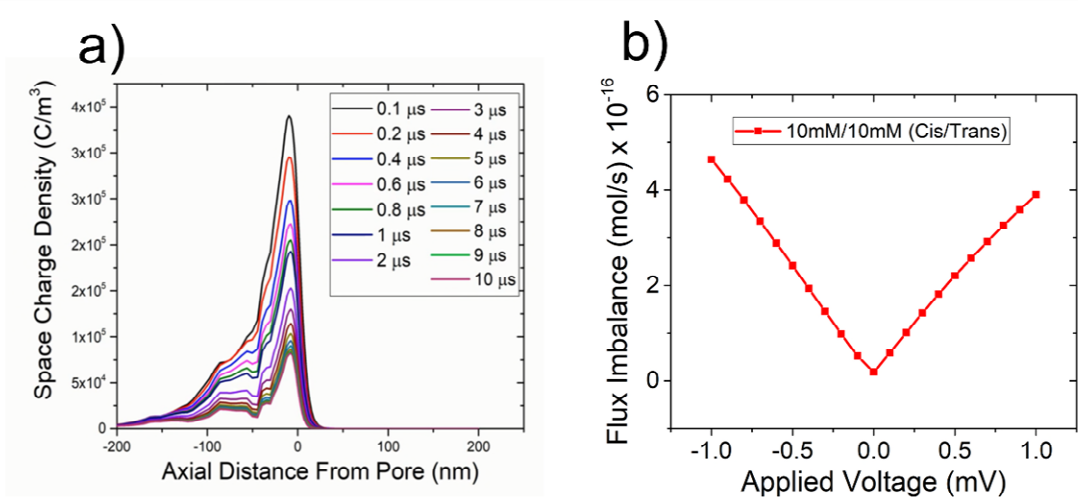 a)
Space Charge Density (C/m³)
4x10⁵
3x10⁵
3x10⁵
2x10⁵
2x10⁵
1x10⁵
5x10⁴
0
-200
-100
0
100
200
Axial Distance From Pore (nm)
0.1 μs
0.2 μs
0.4 μs
0.6 μs
0.8 μs
1 μs
2 μs
3 μs
4 μs
5 μs
6 μs
7 μs
8 μs
9 μs
10 μs
b)
Flux Imbalance (mol/s) x 10⁻¹⁶
6
4
2
0
10mM/10mM (Cis/Trans)
-1.0
-0.5
0.0
0.5
1.0
Applied Voltage (mV)